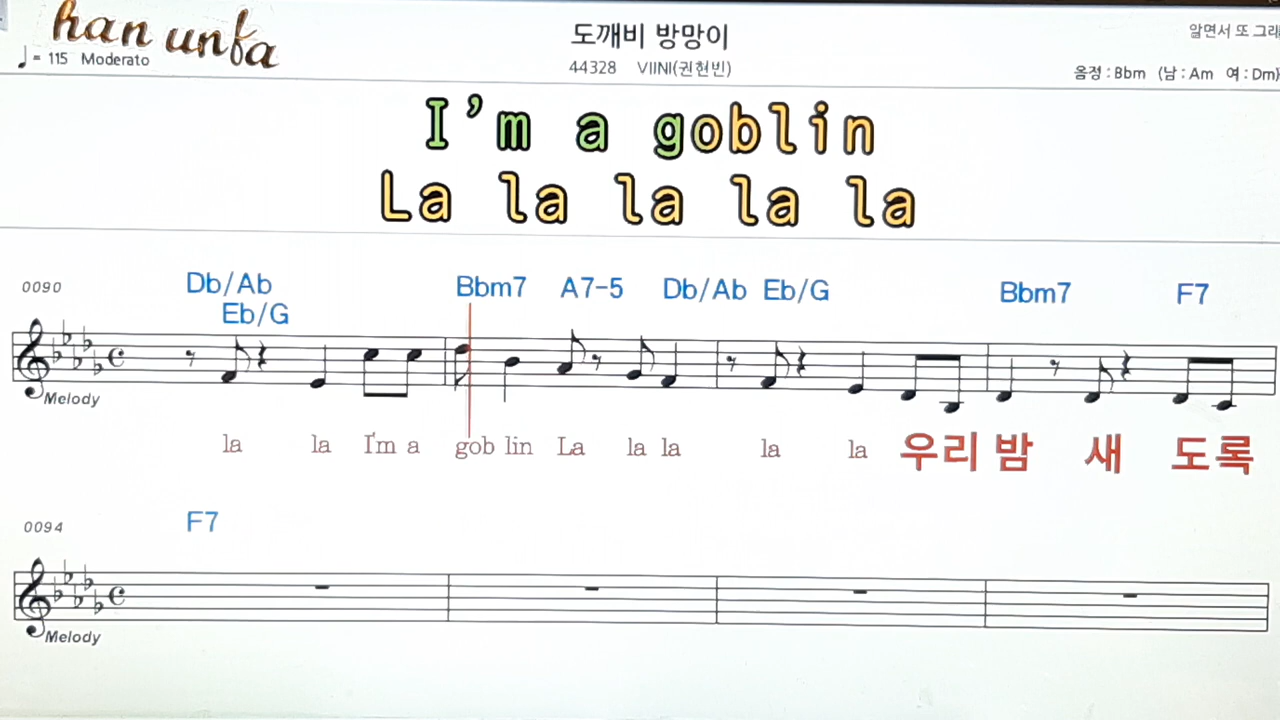 han unfa
♩= 115 Moderato
도깨비 방망이
44328 VIINI(권현빈)
앎면서 또 그래
음정 : Bbm (남 : Am 여 : Dm)
I'm a goblin
La la la la la
0090
Db/Ab Eb/G Bbm7 A7-5 Db/Ab Eb/G Bbm7 F7
Melody
la la I'm a gob lin La la la la la 우리 밤 새 도록
0094
F7
Melody